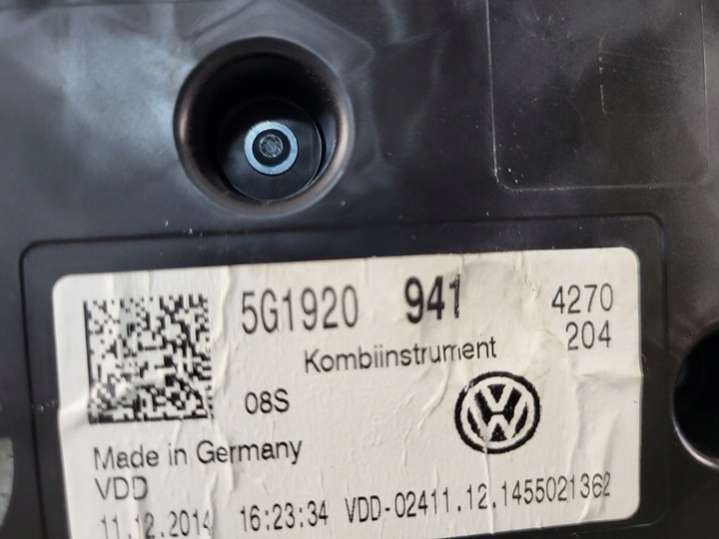 5G1920 941 4270
Kombiinstrument 204
08S
Made in Germany
VDD
11.12.2014 16:23:34 VDD-02411.12.1455021362